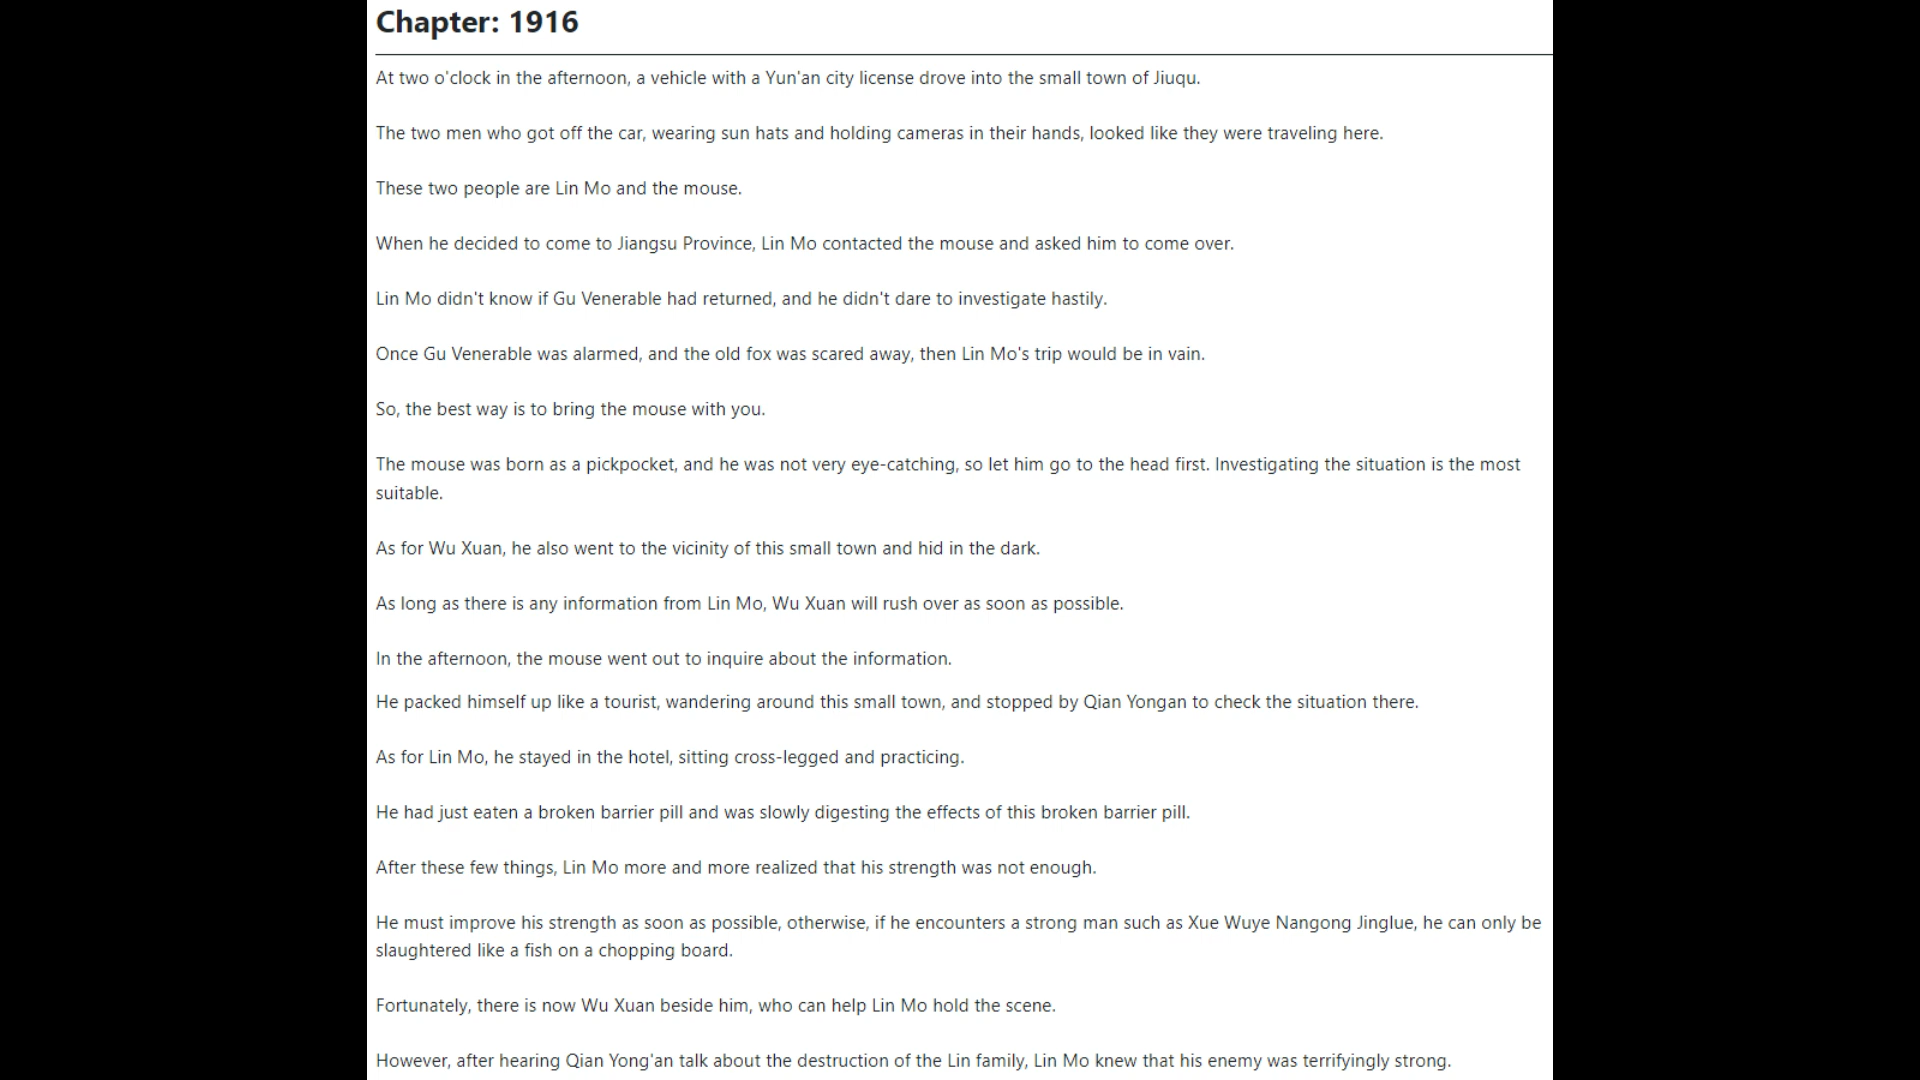 Chapter: 1916
At two o'clock in the afternoon, a vehicle with a Yun'an city license drove into the small town of Jiuqu.
The two men who got off the car, wearing sun hats and holding cameras in their hands, looked like they were traveling here.
These two people are Lin Mo and the mouse.
When he decided to come to Jiangsu Province, Lin Mo contacted the mouse and asked him to come over.
Lin Mo didn't know if Gu Venerable had returned, and he didn't dare to investigate hastily.
Once Gu Venerable was alarmed, and the old fox was scared away, then Lin Mo's trip would be in vain.
So, the best way is to bring the mouse with you.
The mouse was born as a pickpocket, and he was not very eye-catching, so let him go to the head first. Investigating the situation is the most
suitable.
As for Wu Xuan, he also went to the vicinity of this small town and hid in the dark.
As long as there is any information from Lin Mo, Wu Xuan will rush over as soon as possible.
In the afternoon, the mouse went out to inquire about the information.
He packed himself up like a tourist, wandering around this small town, and stopped by Qian Yongan to check the situation there.
As for Lin Mo, he stayed in the hotel, sitting cross-legged and practicing.
He had just eaten a broken barrier pill and was slowly digesting the effects of this broken barrier pill.
After these few things, Lin Mo more and more realized that his strength was not enough.
He must improve his strength as soon as possible, otherwise, if he encounters a strong man such as Xue Wuye Nangong Jinglue, he can only be
slaughtered like a fish on a chopping board.
Fortunately, there is now Wu Xuan beside him, who can help Lin Mo hold the scene.
However, after hearing Qian Yong'an talk about the destruction of the Lin family, Lin Mo knew that his enemy was terrifyingly strong.